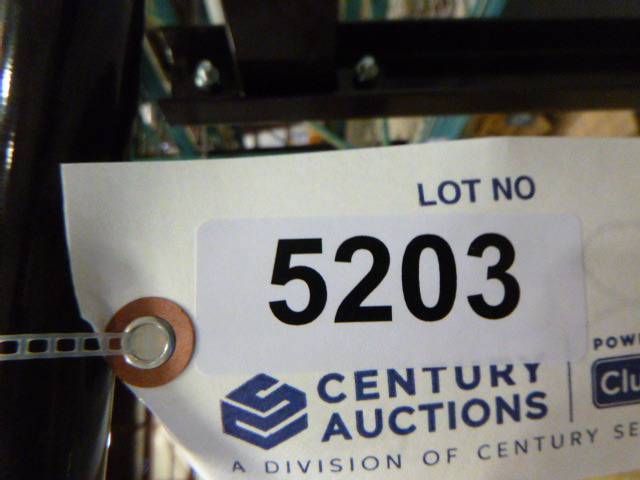 LOT NO
5203
CENTURY
AUCTIONS
A DIVISION OF CENTURY